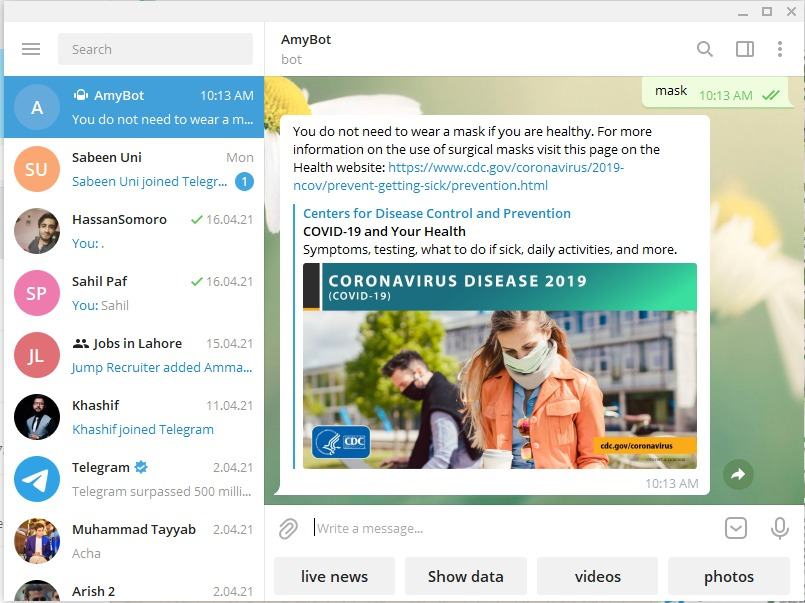 Search
A
AmyBot
10:13 AM
You do not need to wear a m...
SU
Sabeen Uni
Mon
Sabeen Uni joined Telegr...
1
HassanSomoro
16.04.21
You: .
SP
Sahil Paf
16.04.21
You: Sahil
JL
Jobs in Lahore
15.04.21
Jump Recruiter added Amma...
Khashif
11.04.21
Khashif joined Telegram
Telegram
2.04.21
Telegram surpassed 500 milli...
Muhammad Tayyab
2.04.21
Acha
Arish 2
2.04.21
AmyBot
bot
mask
10:13 AM
You do not need to wear a mask if you are healthy. For more
information on the use of surgical masks visit this page on the
Health website: https://www.cdc.gov/coronavirus/2019-
ncov/prevent-getting-sick/prevention.html
Centers for Disease Control and Prevention
COVID-19 and Your Health
Symptoms, testing, what to do if sick, daily activities, and more.
CORONAVIRUS DISEASE 2019
(COVID-19)
CDC
cdc.gov/coronavirus
10:13 AM
Write a message...
live news
Show data
videos
photos